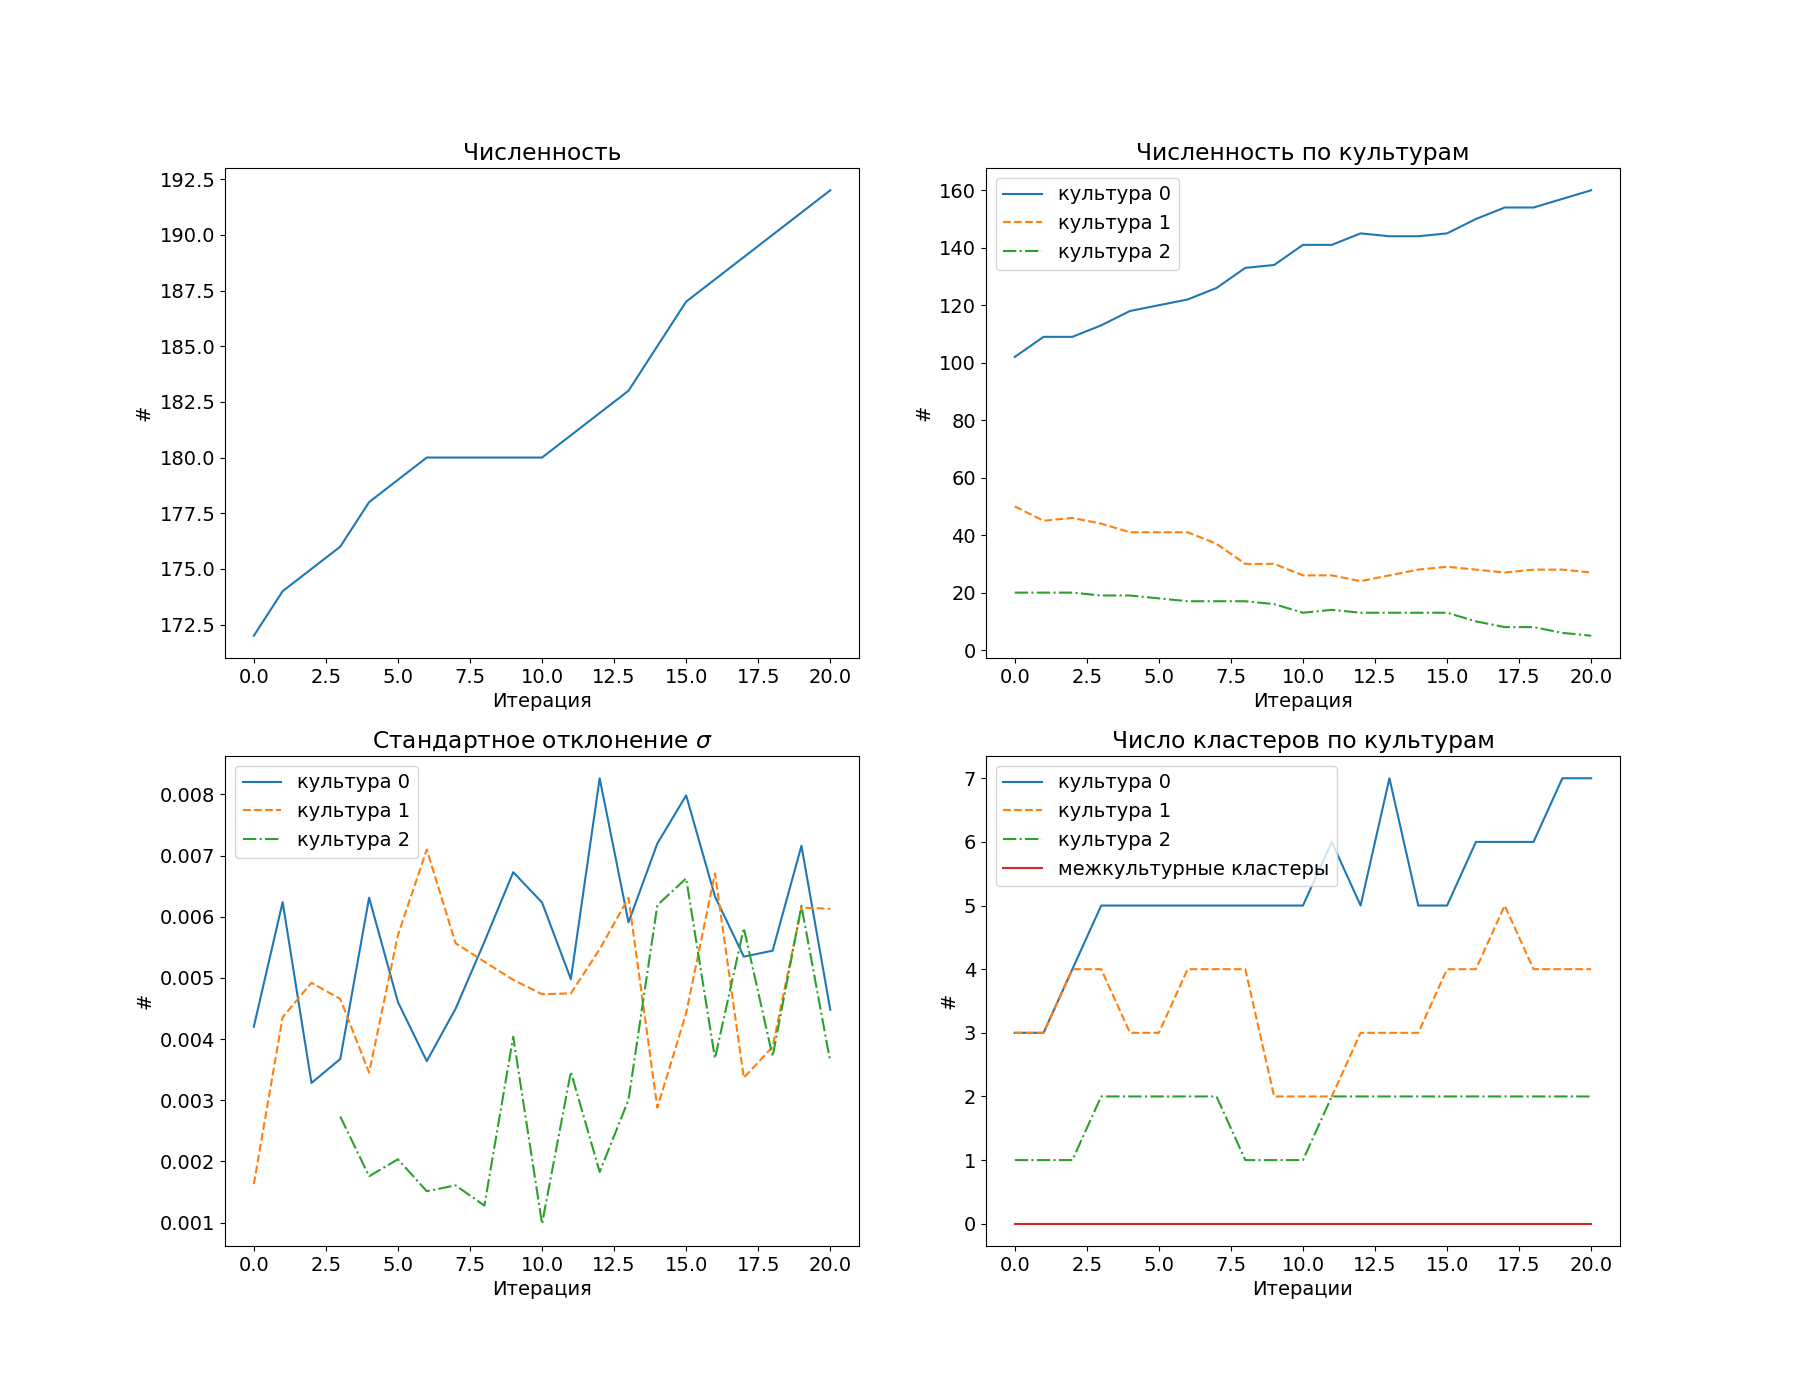 Численность
192.5
190.0
187.5
185.0
182.5
180.0
177.5
175.0
172.5
#
0.0 2.5 5.0 7.5 10.0 12.5 15.0 17.5 20.0
Итерация
Численность по культурам
культура 0
культура 1
культура 2
160
140
120
100
80
60
40
20
0
#
0.0 2.5 5.0 7.5 10.0 12.5 15.0 17.5 20.0
Итерация
Стандартное отклонение σ
культура 0
культура 1
культура 2
0.008
0.007
0.006
0.005
0.004
0.003
0.002
0.001
#
0.0 2.5 5.0 7.5 10.0 12.5 15.0 17.5 20.0
Итерация
Число кластеров по культурам
культура 0
культура 1
культура 2
межкультурные кластеры
7
6
5
4
3
2
1
0
#
0.0 2.5 5.0 7.5 10.0 12.5 15.0 17.5 20.0
Итерации